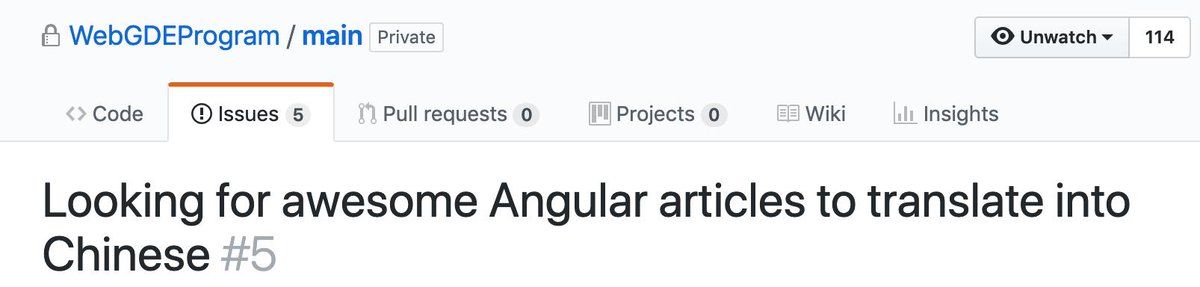 WebGDEProgram / main Private
Unwatch 114
Code Issues 5 Pull requests 0 Projects 0 Wiki Insights
Looking for awesome Angular articles to translate into
Chinese #5